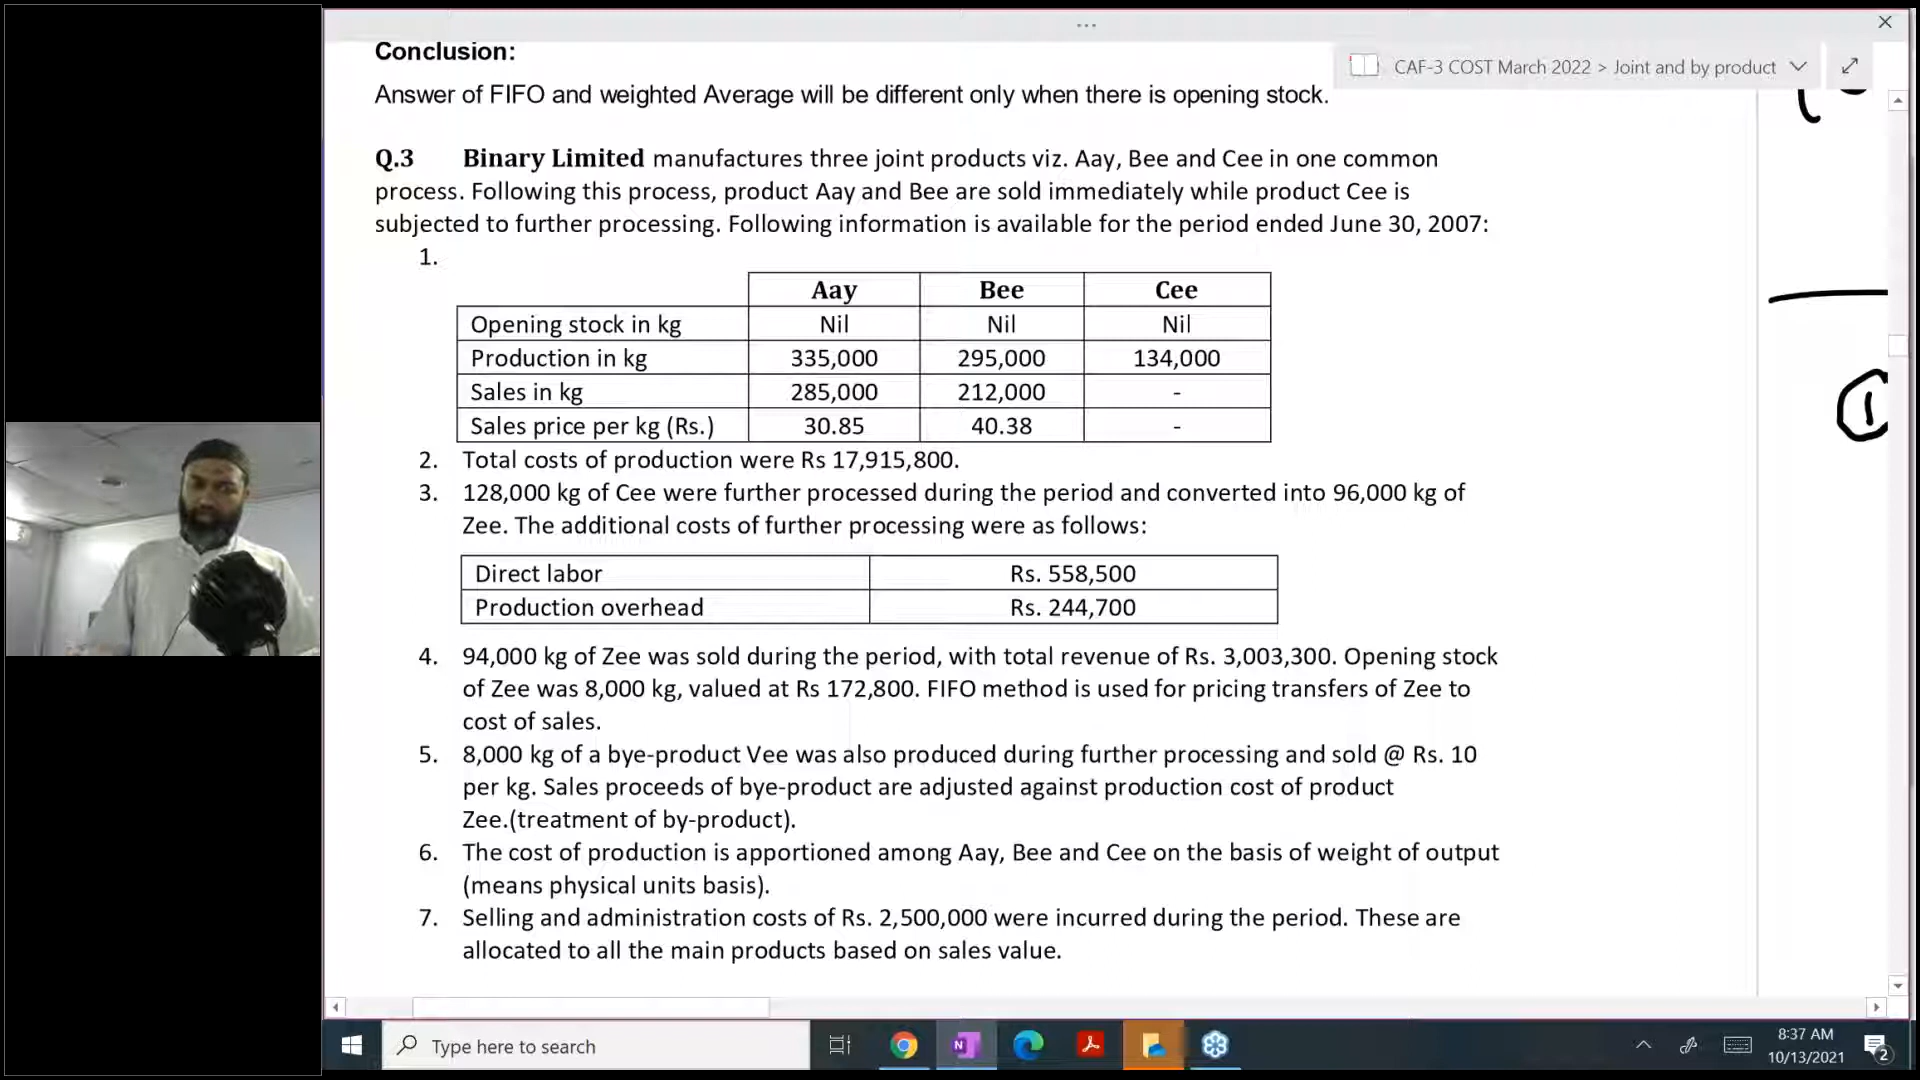 Conclusion:
CAF-3 COST March 2022 > Joint and by product
Answer of FIFO and weighted Average will be different only when there is opening stock.
Q.3 Binary Limited manufactures three joint products viz. Aay, Bee and Cee in one common
process. Following this process, product Aay and Bee are sold immediately while product Cee is
subjected to further processing. Following information is available for the period ended June 30, 2007:
1.
Aay Bee Cee
Opening stock in kg Nil Nil Nil
Production in kg 335,000 295,000 134,000
Sales in kg 285,000 212,000 -
Sales price per kg (Rs.) 30.85 40.38 -
2. Total costs of production were Rs 17,915,800.
3. 128,000 kg of Cee were further processed during the period and converted into 96,000 kg of
Zee. The additional costs of further processing were as follows:
Direct labor Rs. 558,500
Production overhead Rs. 244,700
4. 94,000 kg of Zee was sold during the period, with total revenue of Rs. 3,003,300. Opening stock
of Zee was 8,000 kg, valued at Rs 172,800. FIFO method is used for pricing transfers of Zee to
cost of sales.
5. 8,000 kg of a bye-product Vee was also produced during further processing and sold @ Rs. 10
per kg. Sales proceeds of bye-product are adjusted against production cost of product
Zee.(treatment of by-product).
6. The cost of production is apportioned among Aay, Bee and Cee on the basis of weight of output
(means physical units basis).
7. Selling and administration costs of Rs. 2,500,000 were incurred during the period. These are
allocated to all the main products based on sales value.
1
Type here to search
N
8:37 AM
10/13/2021
2